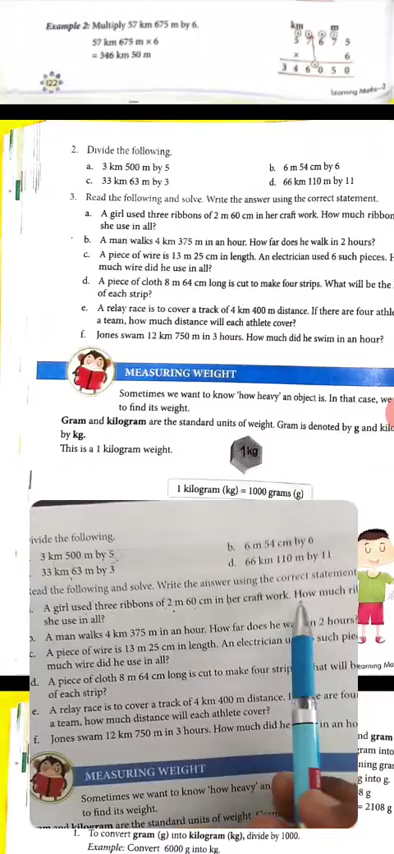 Example 2: Multiply 57 km 675 m by 6.
57 km 675 m × 6
= 346 km 50 m
km m
5 7 6 7 5
× 6
3 4 6 0 5 0
122
Learning Maths-3
2. Divide the following.
a. 3 km 500 m by 5
b. 6 m 54 cm by 6
c. 33 km 63 m by 3
d. 66 km 110 m by 11
3. Read the following and solve. Write the answer using the correct statement.
a. A girl used three ribbons of 2 m 60 cm in her craft work. How much ribbon
she use in all?
b. A man walks 4 km 375 m in an hour. How far does he walk in 2 hours?
c. A piece of wire is 13 m 25 cm in length. An electrician used 6 such pieces. H
much wire did he use in all?
d. A piece of cloth 8 m 64 cm long is cut to make four strips. What will be the
of each strip?
e. A relay race is to cover a track of 4 km 400 m distance. If there are four athle
a team, how much distance will each athlete cover?
f. Jones swam 12 km 750 m in 3 hours. How much did he swim in an hour?
MEASURING WEIGHT
Sometimes we want to know 'how heavy' an object is. In that case, we
to find its weight.
Gram and kilogram are the standard units of weight. Gram is denoted by g and kilo
by kg.
This is a 1 kilogram weight.
1 kg
1 kilogram (kg) = 1000 grams (g)
ivide the following.
3 km 500 m by 5
b. 6 m 54 cm by 6
33 km 63 m by 3
d. 66 km 110 m by 11
Read the following and solve. Write the answer using the correct statement
A girl used three ribbons of 2 m 60 cm in her craft work. How much ri
she use in all?
b. A man walks 4 km 375 m in an hour. How far does he wa n 2 hours
c. A piece of wire is 13 m 25 cm in length. An electrician u such pie
much wire did he use in all?
d. A piece of cloth 8 m 64 cm long is cut to make four strip hat will b
of each strip?
e. A relay race is to cover a track of 4 km 400 m distance. I e are fou
a team, how much distance will each athlete cover?
f. Jones swam 12 km 750 m in 3 hours. How much did he in an ho
MEASURING WEIGHT
Sometimes we want to know 'how heavy' an
to find its weight.
kilogram are the standard units of weight.
Learning Ma
nd gram
gram into
ning gra
g into g.
8 g
= 2108 g
1. To convert gram (g) into kilogram (kg), divide by 1000.
Example: Convert 6000 g into kg.